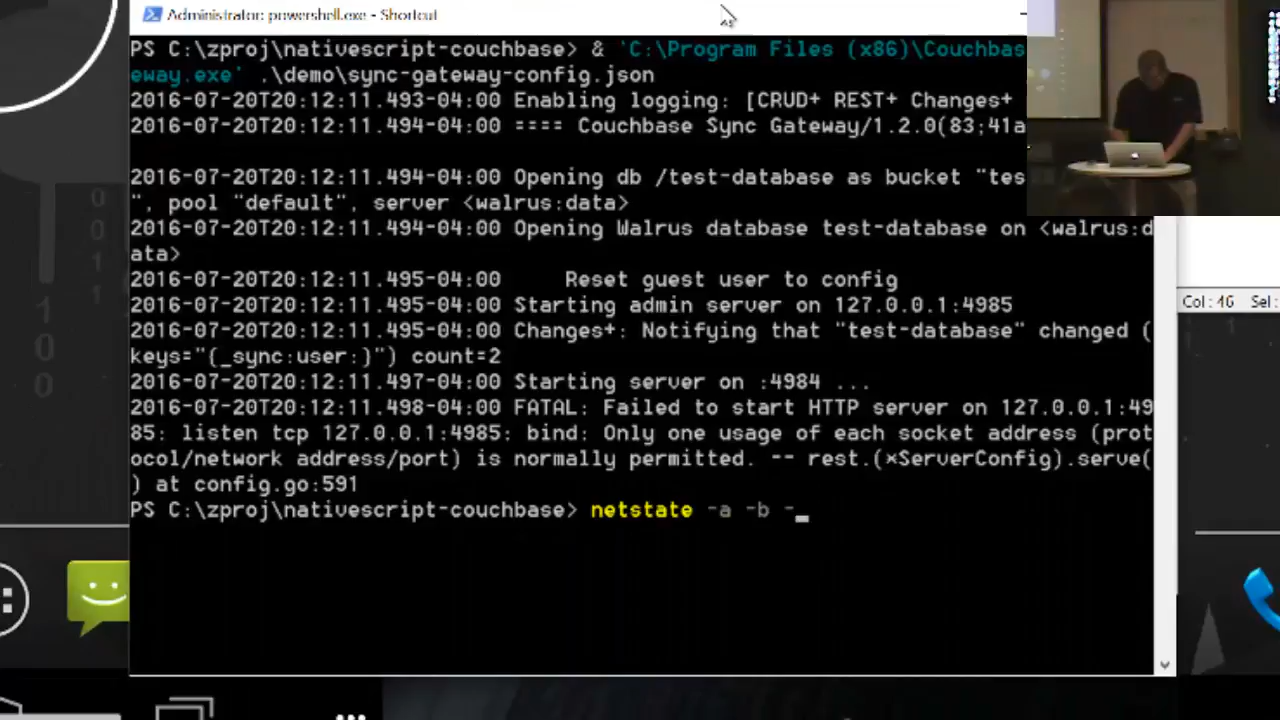 Administrator: powershell.exe - Shortcut
PS C:\zproj\nativescript-couchbase> & 'C:\Program Files (x86)\Couchbas
eway.exe' .\demo\sync-gateway-config.json
2016-07-20T20:12:11.493-04:00 Enabling logging: [CRUD+ REST+ Changes+
2016-07-20T20:12:11.494-04:00 ==== Couchbase Sync Gateway/1.2.0(83;41a
2016-07-20T20:12:11.494-04:00 Opening db /test-database as bucket "tes
", pool "default", server <walrus:data>
2016-07-20T20:12:11.494-04:00 Opening Walrus database test-database on <walrus:d
ata>
2016-07-20T20:12:11.495-04:00     Reset guest user to config
2016-07-20T20:12:11.495-04:00 Starting admin server on 127.0.0.1:4985
2016-07-20T20:12:11.495-04:00 Changes+: Notifying that "test-database" changed (
keys="(_sync:user:)") count=2
2016-07-20T20:12:11.497-04:00 Starting server on :4984 ...
2016-07-20T20:12:11.498-04:00 FATAL: Failed to start HTTP server on 127.0.0.1:49
85: listen tcp 127.0.0.1:4985: bind: Only one usage of each socket address (prot
ocol/network address/port) is normally permitted. -- rest.(*ServerConfig).serve(
) at config.go:591
PS C:\zproj\nativescript-couchbase> netstate -a -b -_
Col: 46 Sel:
0
0
1
1
1
0
0
1 1